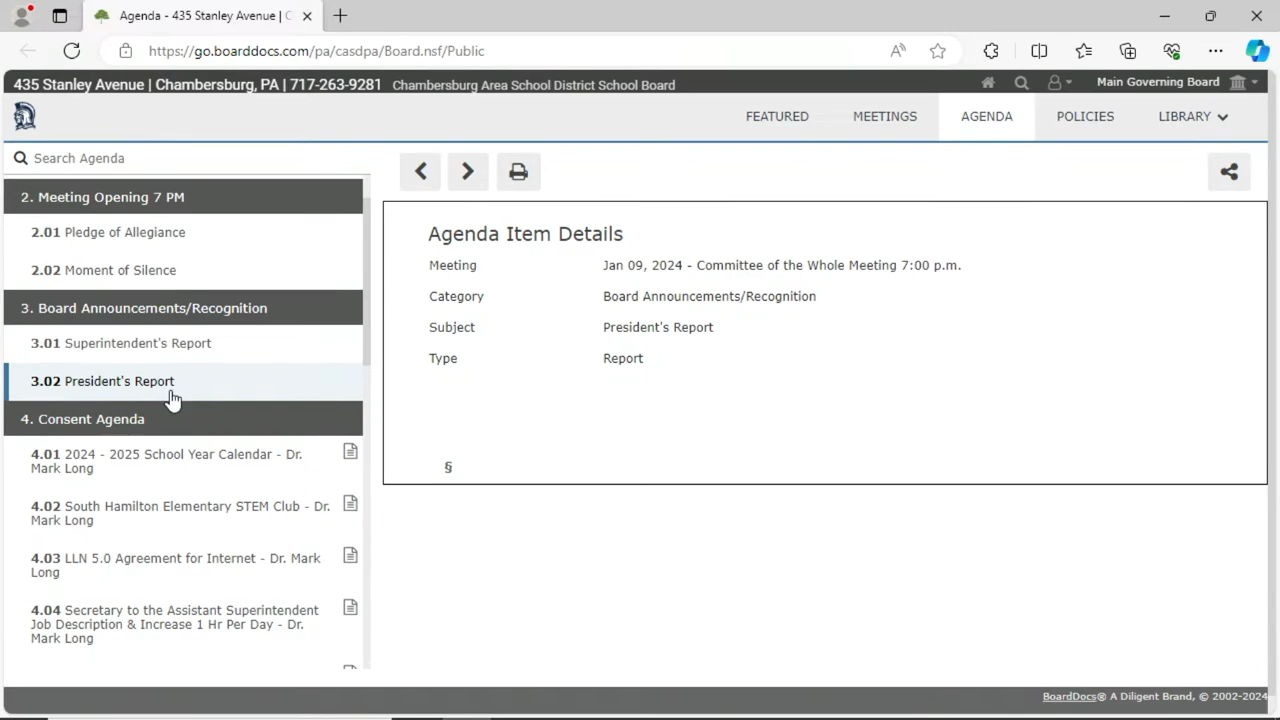 Agenda - 435 Stanley Avenue | C
https://go.boarddocs.com/pa/casdpa/Board.nsf/Public
435 Stanley Avenue | Chambersburg, PA | 717-263-9281 Chambersburg Area School District School Board
Main Governing Board
FEATURED MEETINGS AGENDA POLICIES LIBRARY
Search Agenda
2. Meeting Opening 7 PM
2.01 Pledge of Allegiance
2.02 Moment of Silence
3. Board Announcements/Recognition
3.01 Superintendent's Report
3.02 President's Report
4. Consent Agenda
4.01 2024 - 2025 School Year Calendar - Dr.
Mark Long
4.02 South Hamilton Elementary STEM Club - Dr.
Mark Long
4.03 LLN 5.0 Agreement for Internet - Dr. Mark
Long
4.04 Secretary to the Assistant Superintendent
Job Description & Increase 1 Hr Per Day - Dr.
Mark Long
Agenda Item Details
Meeting Jan 09, 2024 - Committee of the Whole Meeting 7:00 p.m.
Category Board Announcements/Recognition
Subject President's Report
Type Report
§
BoardDocs® A Diligent Brand, © 2002-2024